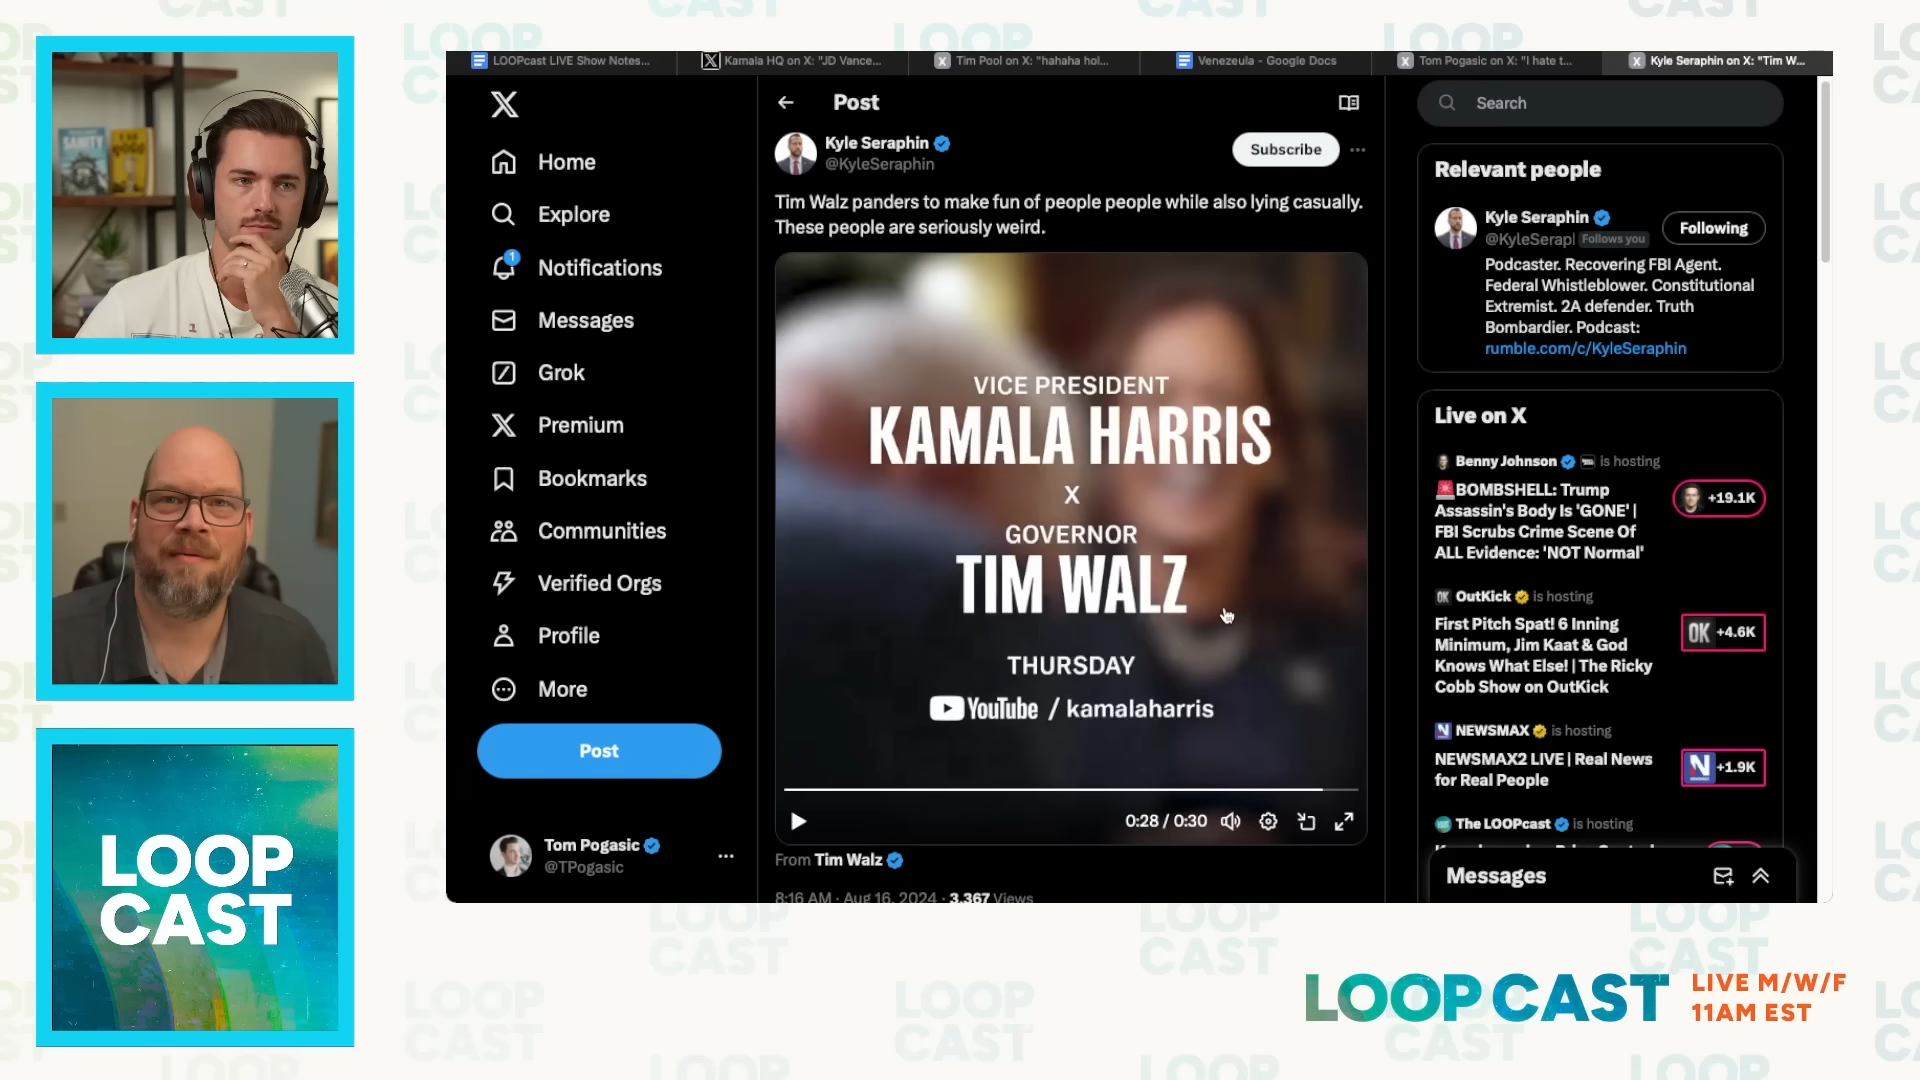 LOOPcast LIVE Show Notes...
Kamala HQ on X: "JD Vance...
Tim Pool on X: "hahaha hol...
Venezeula - Google Docs
Tom Pogasic on X: "I hate t...
Kyle Seraphin on X: "Tim W...
Home
Explore
1
Notifications
Messages
Grok
Premium
Bookmarks
Communities
Verified Orgs
Profile
More
Post
Tom Pogasic
@TPogasic
Post
Kyle Seraphin
@KyleSeraphin
Subscribe
Tim Walz panders to make fun of people people while also lying casually.
These people are seriously weird.
VICE PRESIDENT
KAMALA HARRIS
X
GOVERNOR
TIM WALZ
THURSDAY
YouTube / kamalaharris
0:28 / 0:30
From Tim Walz
8:16 AM · Aug 16, 2024 · 3,367 Views
Search
Relevant people
Kyle Seraphin
@KyleSerapl Follows you
Following
Podcaster. Recovering FBI Agent.
Federal Whistleblower. Constitutional
Extremist. 2A defender. Truth
Bombardier. Podcast:
rumble.com/c/KyleSeraphin
Live on X
Benny Johnson is hosting
🚨BOMBSHELL: Trump
Assassin's Body Is 'GONE' |
FBI Scrubs Crime Scene Of
ALL Evidence: 'NOT Normal'
+19.1K
OutKick is hosting
First Pitch Spat! 6 Inning
Minimum, Jim Kaat & God
Knows What Else! | The Ricky
Cobb Show on OutKick
OK +4.6K
NEWSMAX is hosting
NEWSMAX2 LIVE | Real News
for Real People
N +1.9K
The LOOPcast is hosting
Messages
SANITY
LOOP
CAST
LOOPCAST
LIVE M/W/F
11AM EST